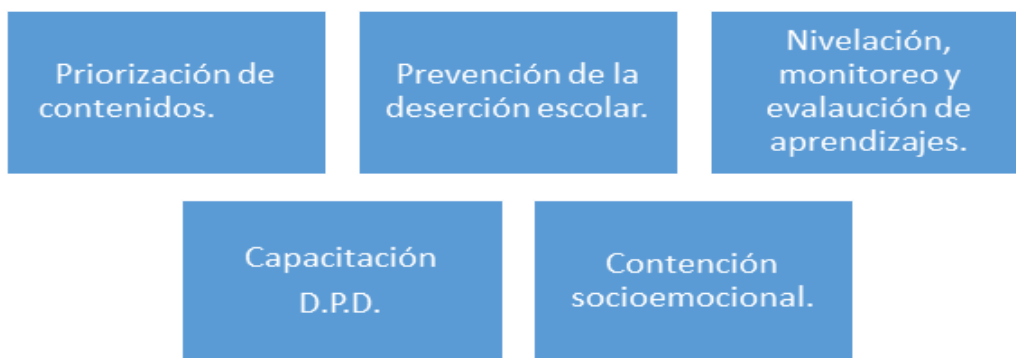 Priorización de
contenidos.
Prevención de la
deserción escolar.
Nivelación,
monitoreo y
evalaución de
aprendizajes.
Capacitación
D.P.D.
Contención
socioemocional.